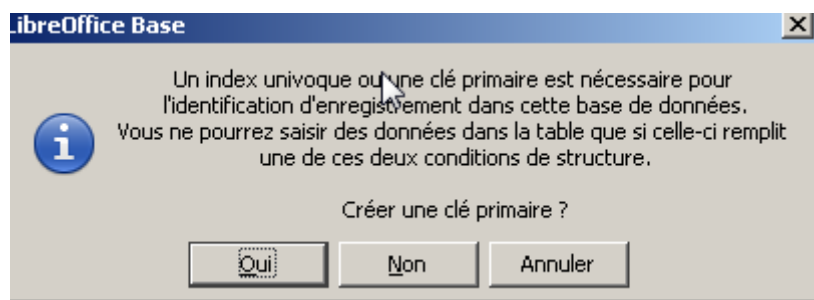 LibreOffice Base
Un index univoque ou une clé primaire est nécessaire pour
l'identification d'enregistrement dans cette base de données.
Vous ne pourrez saisir des données dans la table que si celle-ci remplit
une de ces deux conditions de structure.
Créer une clé primaire ?
Oui Non Annuler